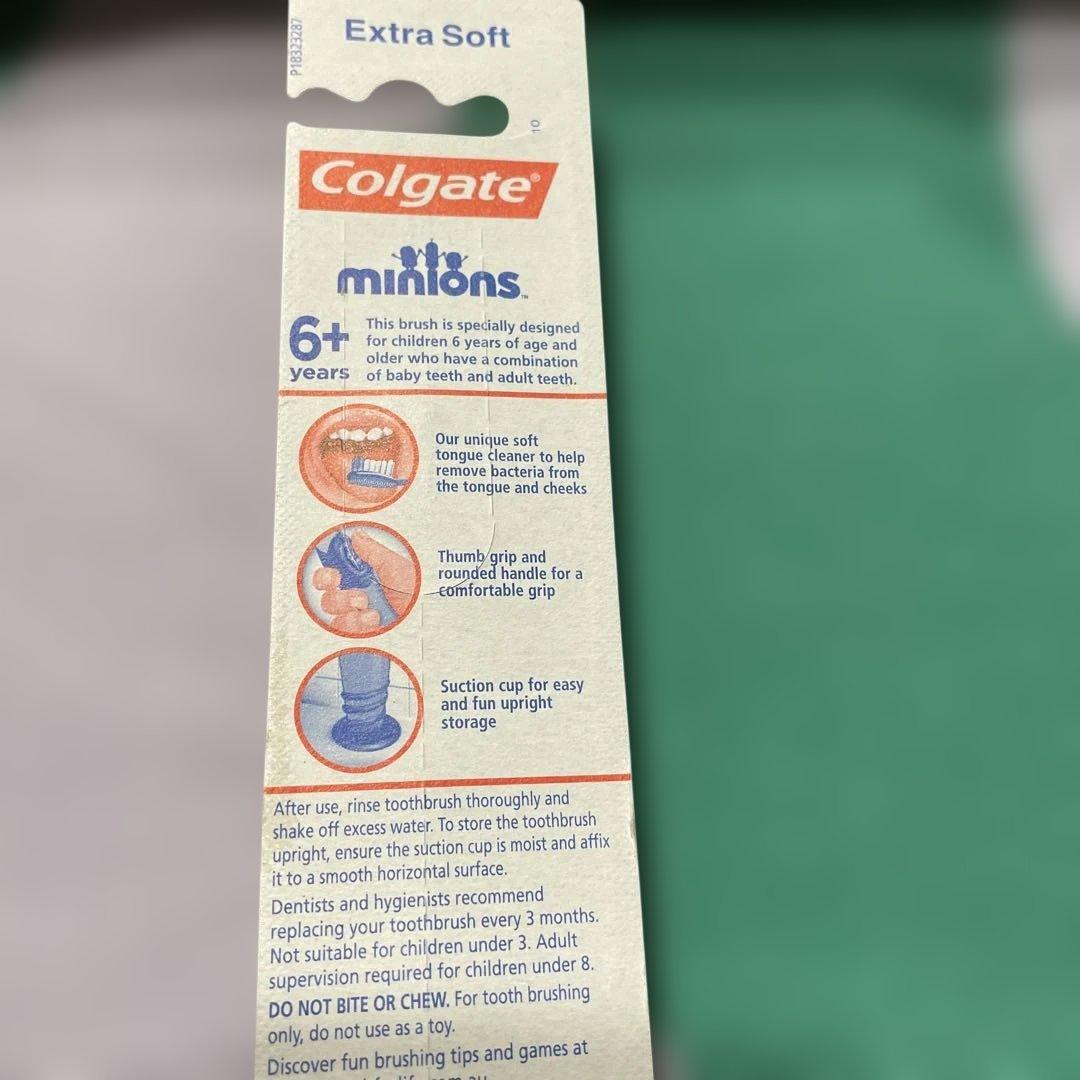 P18323287
Extra Soft
10
Colgate®
minions™
6+
years
This brush is specially designed
for children 6 years of age and
older who have a combination
of baby teeth and adult teeth.
Our unique soft
tongue cleaner to help
remove bacteria from
the tongue and cheeks
Thumb grip and
rounded handle for a
comfortable grip
Suction cup for easy
and fun upright
storage
After use, rinse toothbrush thoroughly and
shake off excess water. To store the toothbrush
upright, ensure the suction cup is moist and affix
it to a smooth horizontal surface.
Dentists and hygienists recommend
replacing your toothbrush every 3 months.
Not suitable for children under 3. Adult
supervision required for children under 8.
DO NOT BITE OR CHEW. For tooth brushing
only, do not use as a toy.
Discover fun brushing tips and games at